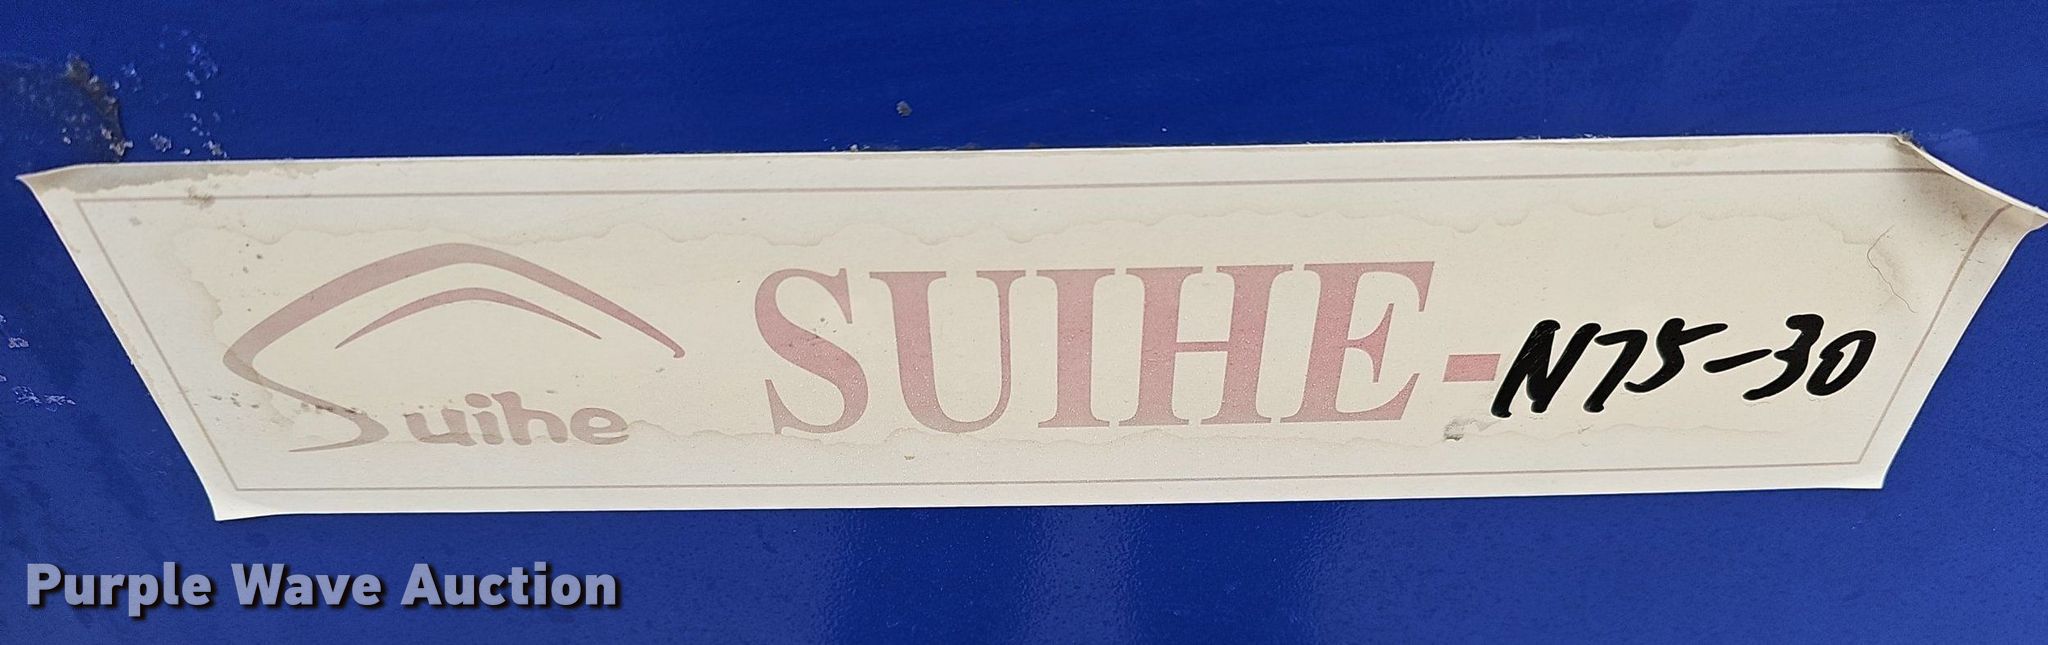 Suihe SUIHE-N75-30
Purple Wave Auction